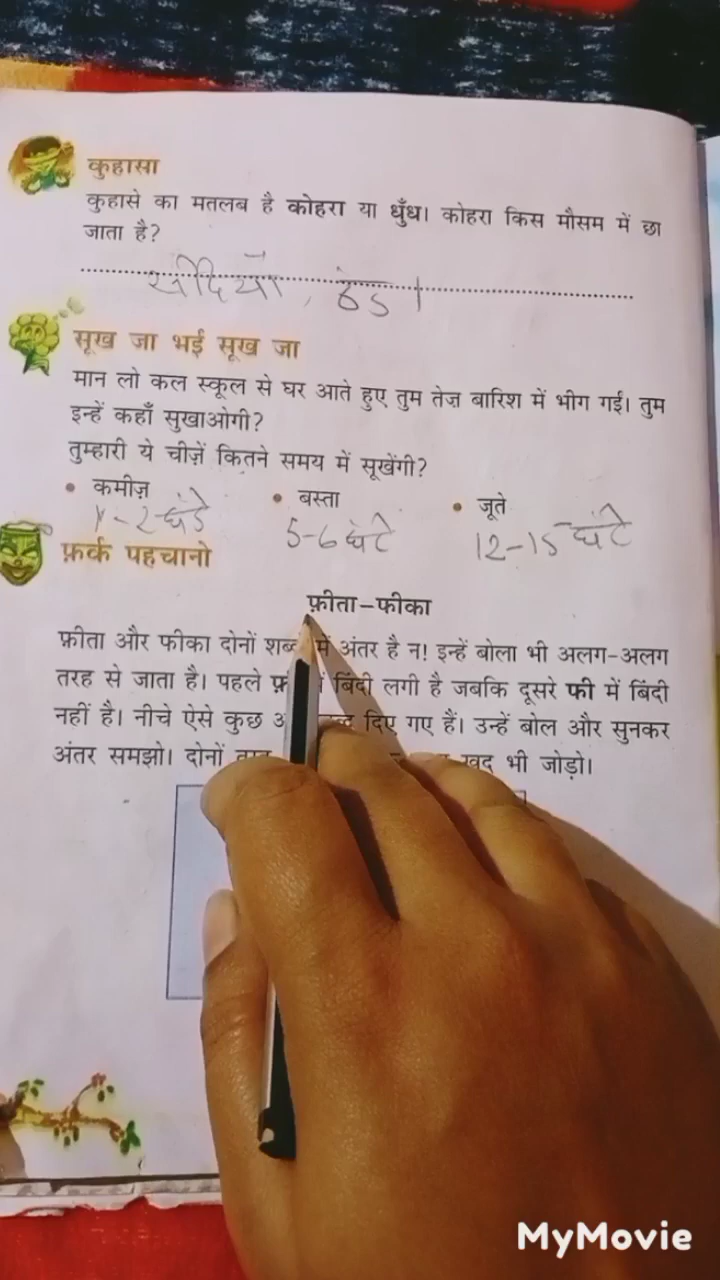 कुहासा
कुहासे का मतलब है कोहरा या धुँध। कोहरा किस मौसम में छा
जाता है?
सर्दियाँ, ठंड।
सूख जा भई सूख जा
मान लो कल स्कूल से घर आते हुए तुम तेज़ बारिश में भीग गईं। तुम
इन्हें कहाँ सुखाओगी?
तुम्हारी ये चीज़ें कितने समय में सूखेंगी?
• कमीज़ • बस्ता • जूते
1-2 घंटे 5-6 घंटे 12-15 घंटे
फ़र्क पहचानो
फ़ीता-फीका
फ़ीता और फीका दोनों शब्द में अंतर है न! इन्हें बोला भी अलग-अलग
तरह से जाता है। पहले में बिंदी लगी है जबकि दूसरे फी में बिंदी
नहीं है। नीचे ऐसे कुछ दिए गए हैं। उन्हें बोल और सुनकर
अंतर समझो। दोनों खुद भी जोड़ो।
MyMovie